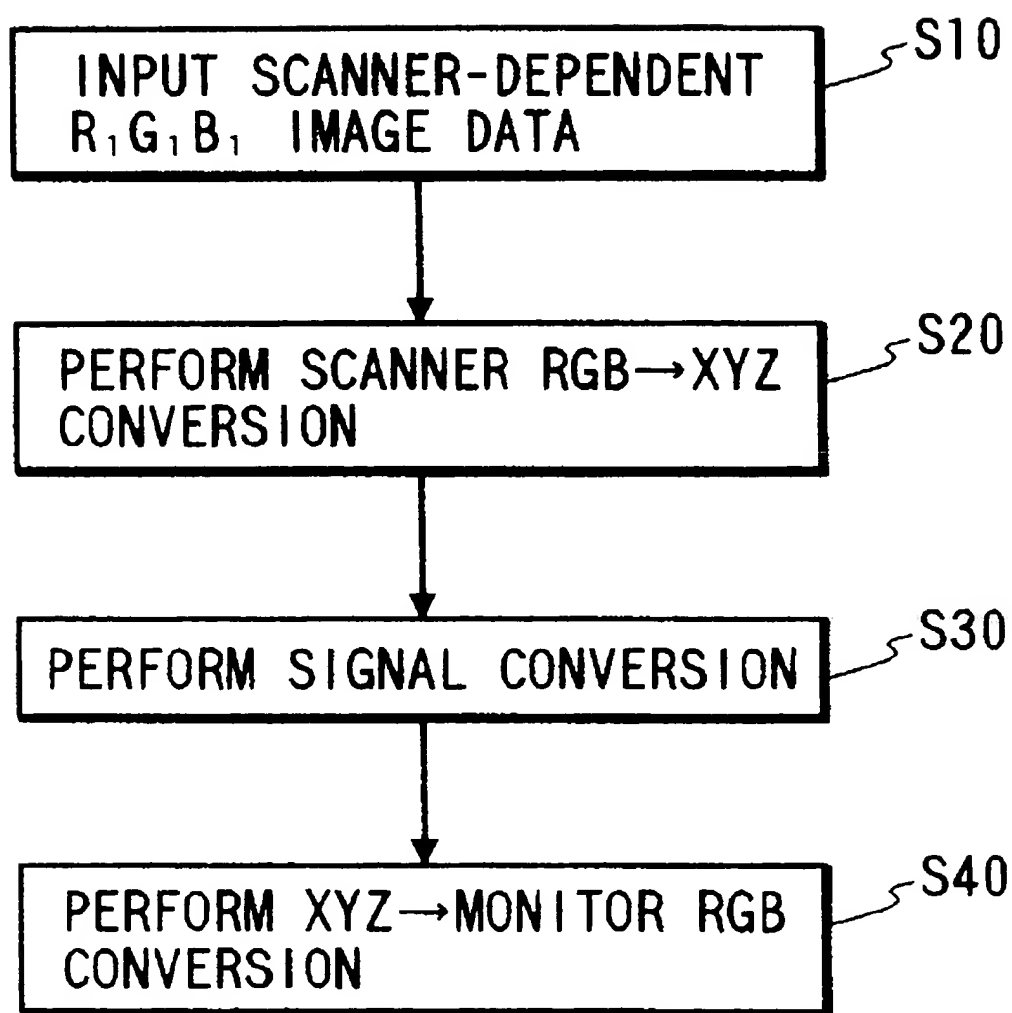 S10
INPUT SCANNER-DEPENDENT
R₁G₁B₁ IMAGE DATA
S20
PERFORM SCANNER RGB→XYZ
CONVERSION
S30
PERFORM SIGNAL CONVERSION
S40
PERFORM XYZ→MONITOR RGB
CONVERSION